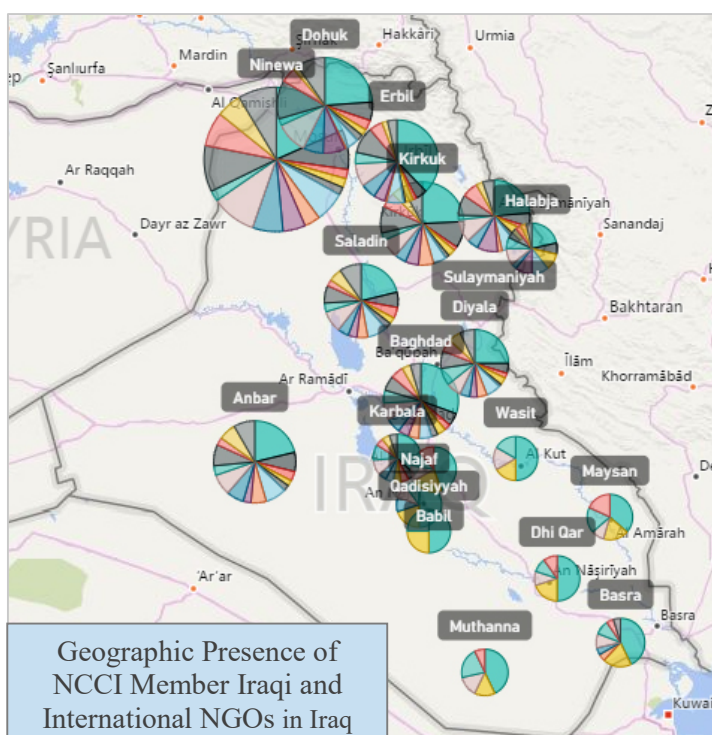 Dohuk
Hakkâri
Urmia
Mardin
Ninewa
Şanlıurfa
Al Qamishli
Erbil
Kirkuk
Ar Raqqah
Halabja
Dayr az Zawr
Sanandaj
Saladin
Sulaymaniyah
Diyala
Bakhtaran
Baghdad
Ba'qubah
Īlām
Ar Ramādī
Khorramābād
Anbar
Karbala
Wasit
IRAQ
Najaf
Al Kut
Maysan
Qadisiyyah
Babil
Dhi Qar
Al Amārah
An Nāşirīyah
'Ar'ar
Basra
Basra
Muthanna
Geographic Presence of
NCCI Member Iraqi and
International NGOs in Iraq